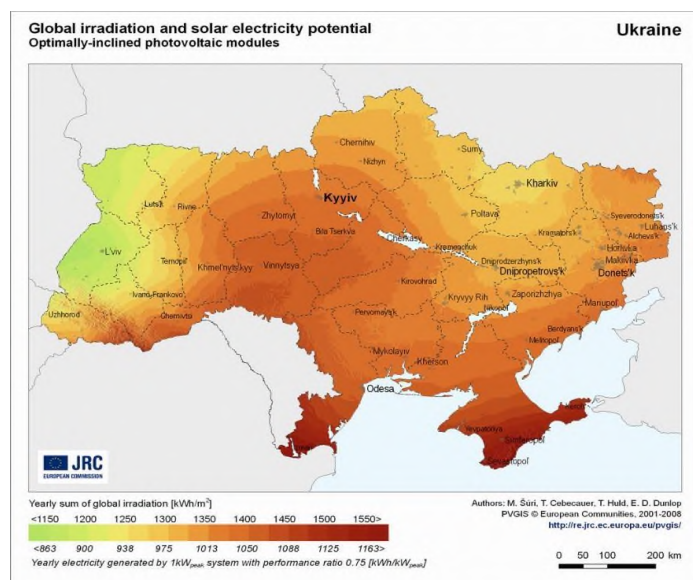 Global irradiation and solar electricity potential
Optimally-inclined photovoltaic modules
Ukraine
Chernihiv
Nizhyn
Sumy
Kyyiv
Kharkiv
Luts'k
Rivne
Zhytomyr
Poltava
Bila Tserkva
Cherkasy
L'viv
Ternopil'
Khmel'nyts'kyy
Vinnytsya
Kremenchuk
Syeverodonets'k
Luhans'k
Kramators'k
Alchevs'k
Horlivka
Makiivka
Donets'k
Dniprodzerzhyns'k
Dnipropetrovs'k
Kirovohrad
Ivano-Frankove
Uzhhorod
Chernivtsi
Kryvyy Rih
Zaporizhzhya
Nikopol'
Mariupol'
Pervomays'k
Berdyans'k
Melitopol'
Mykolayiv
Kherson
Odesa
Kerch
Yevpatoriya
Simferopol'
Sevastopol'
JRC
EUROPEAN COMMISSION
Yearly sum of global irradiation [kWh/m²]
<1150 1200 1250 1300 1350 1400 1450 1500 1550>
<863 900 938 975 1013 1050 1088 1125 1163>
Yearly electricity generated by 1kWpeak system with performance ratio 0.75 [kWh/kWpeak]
Authors: M. Šúri, T. Cebecauer, T. Huld, E. D. Dunlop
PVGIS © European Communities, 2001-2008
http://re.jrc.ec.europa.eu/pvgis/
0 50 100 200 km